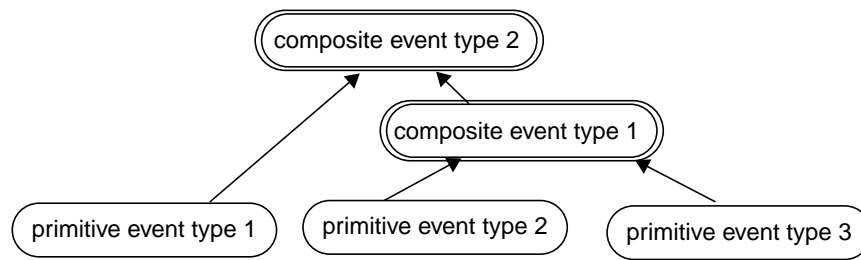 composite event type 2
composite event type 1
primitive event type 1
primitive event type 2
primitive event type 3